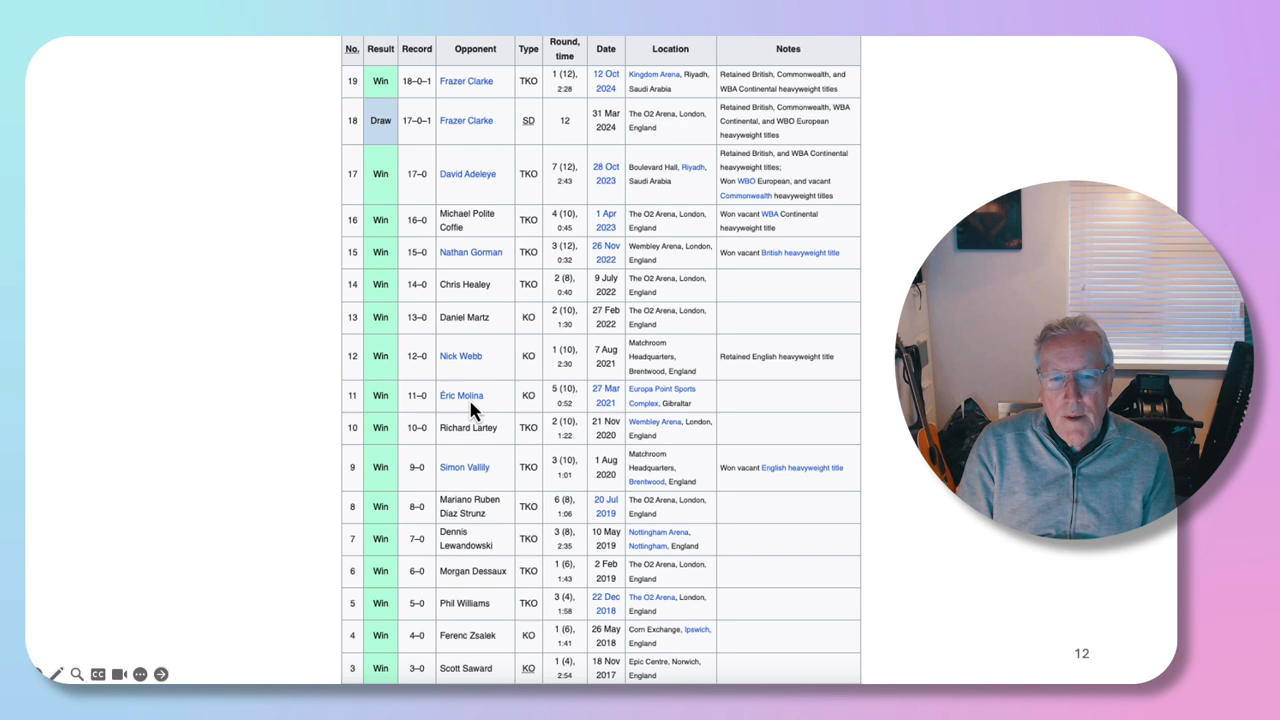 No. Result Record Opponent Type Round, time Date Location Notes
19 Win 18–0–1 Frazer Clarke TKO 1 (12), 2:28 12 Oct 2024 Kingdom Arena, Riyadh, Saudi Arabia Retained British, Commonwealth, and WBA Continental heavyweight titles
18 Draw 17–0–1 Frazer Clarke SD 12 31 Mar 2024 The O2 Arena, London, England Retained British, Commonwealth, WBA Continental, and WBO European heavyweight titles
17 Win 17–0 David Adeleye TKO 7 (12), 2:43 28 Oct 2023 Boulevard Hall, Riyadh, Saudi Arabia Retained British, and WBA Continental heavyweight titles; Won WBO European, and vacant Commonwealth heavyweight titles
16 Win 16–0 Michael Polite Coffie TKO 4 (10), 0:45 1 Apr 2023 The O2 Arena, London, England Won vacant WBA Continental heavyweight title
15 Win 15–0 Nathan Gorman TKO 3 (12), 0:32 26 Nov 2022 Wembley Arena, London, England Won vacant British heavyweight title
14 Win 14–0 Chris Healey TKO 2 (8), 0:40 9 July 2022 The O2 Arena, London, England
13 Win 13–0 Daniel Martz KO 2 (10), 1:30 27 Feb 2022 The O2 Arena, London, England
12 Win 12–0 Nick Webb KO 1 (10), 2:30 7 Aug 2021 Matchroom Headquarters, Brentwood, England Retained English heavyweight title
11 Win 11–0 Éric Molina KO 5 (10), 0:52 27 Mar 2021 Europa Point Sports Complex, Gibraltar
10 Win 10–0 Richard Lartey TKO 2 (10), 1:22 21 Nov 2020 Wembley Arena, London, England
9 Win 9–0 Simon Vallily TKO 3 (10), 1:01 1 Aug 2020 Matchroom Headquarters, Brentwood, England Won vacant English heavyweight title
8 Win 8–0 Mariano Ruben Diaz Strunz TKO 6 (8), 1:06 20 Jul 2019 The O2 Arena, London, England
7 Win 7–0 Dennis Lewandowski TKO 3 (8), 2:35 10 May 2019 Nottingham Arena, Nottingham, England
6 Win 6–0 Morgan Dessaux TKO 1 (6), 1:43 2 Feb 2019 The O2 Arena, London, England
5 Win 5–0 Phil Williams TKO 3 (4), 1:58 22 Dec 2018 The O2 Arena, London, England
4 Win 4–0 Ferenc Zsalek KO 1 (6), 1:41 26 May 2018 Corn Exchange, Ipswich, England
3 Win 3–0 Scott Saward KO 1 (4), 2:54 18 Nov 2017 Epic Centre, Norwich, England
12
CC